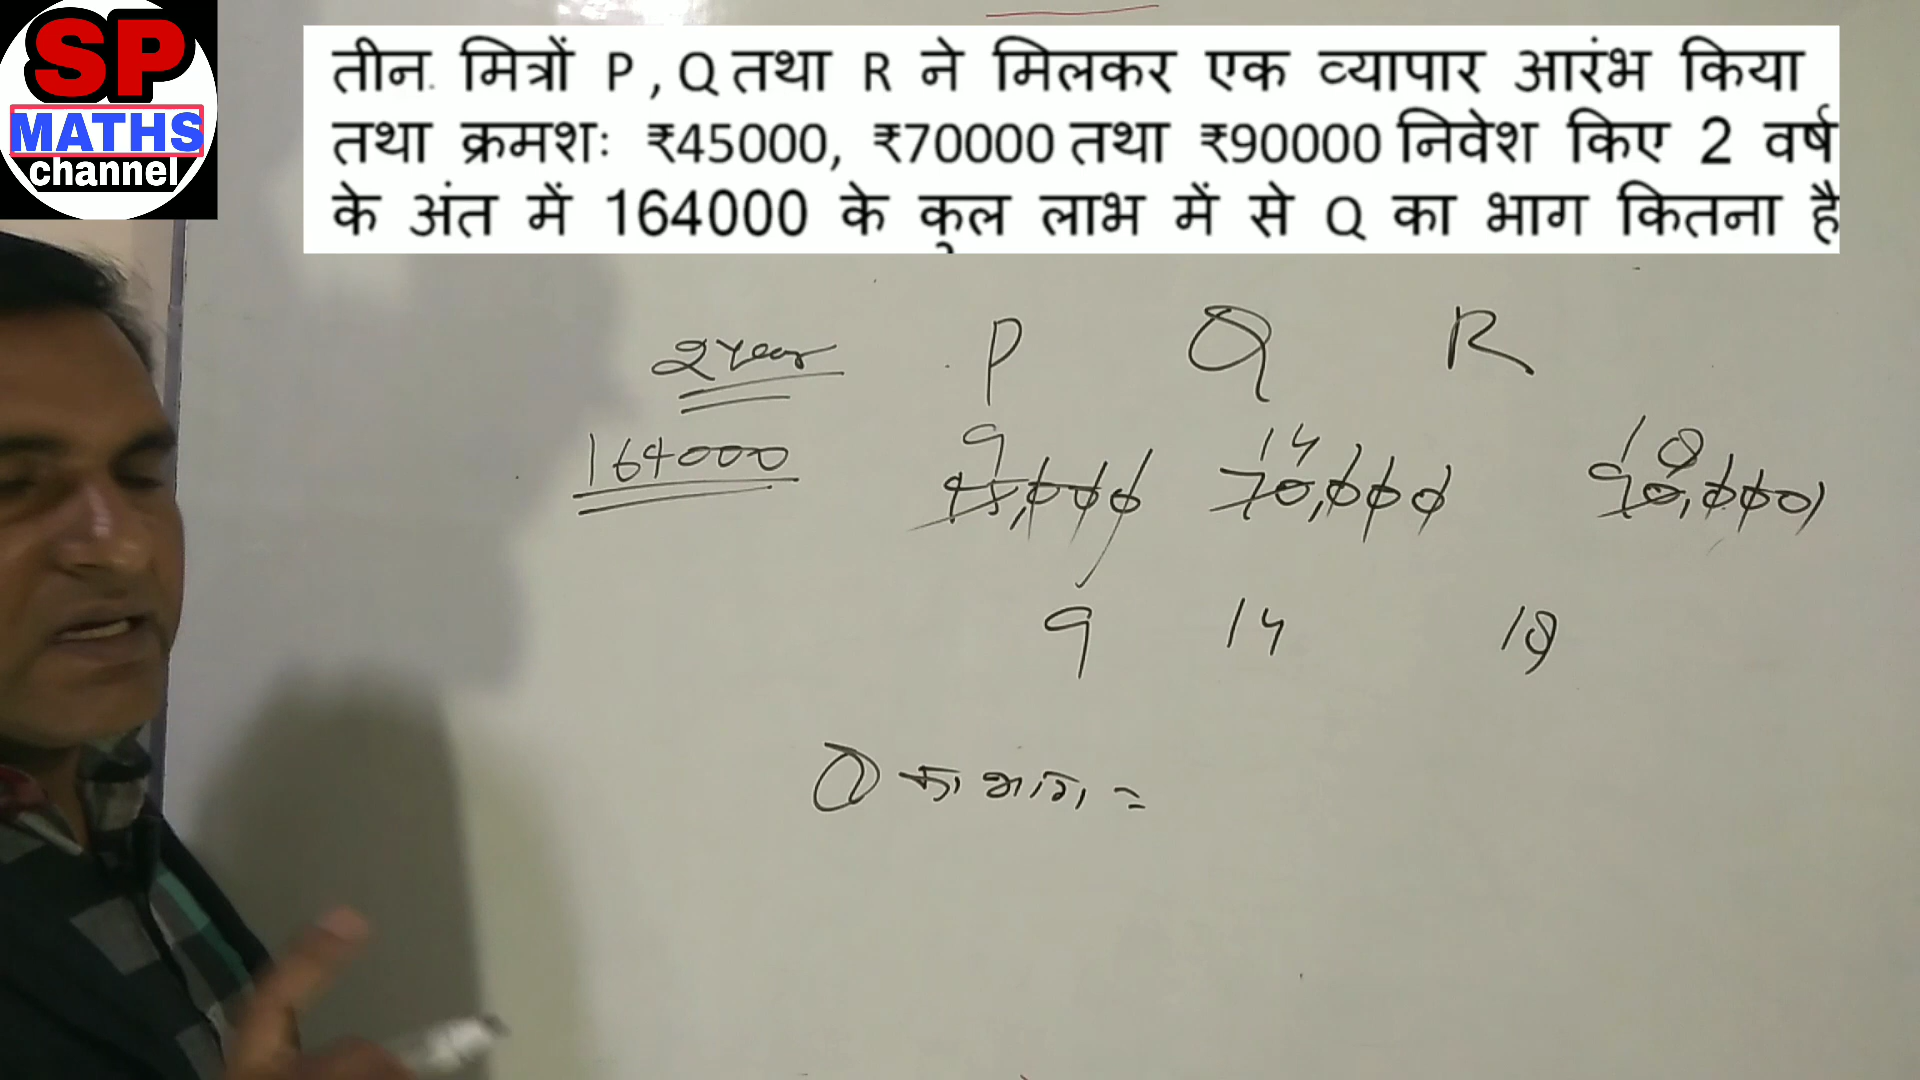 SP
MATHS
channel
तीन मित्रों P , Q तथा R ने मिलकर एक व्यापार आरंभ किया
तथा क्रमशः ₹45000, ₹70000 तथा ₹90000 निवेश किए 2 वर्ष
के अंत में 164000 के कुल लाभ में से Q का भाग कितना है
2 Year P Q R
9 14 18
164000 45,000 70,000 90,000
9 14 18
Q का भाग =